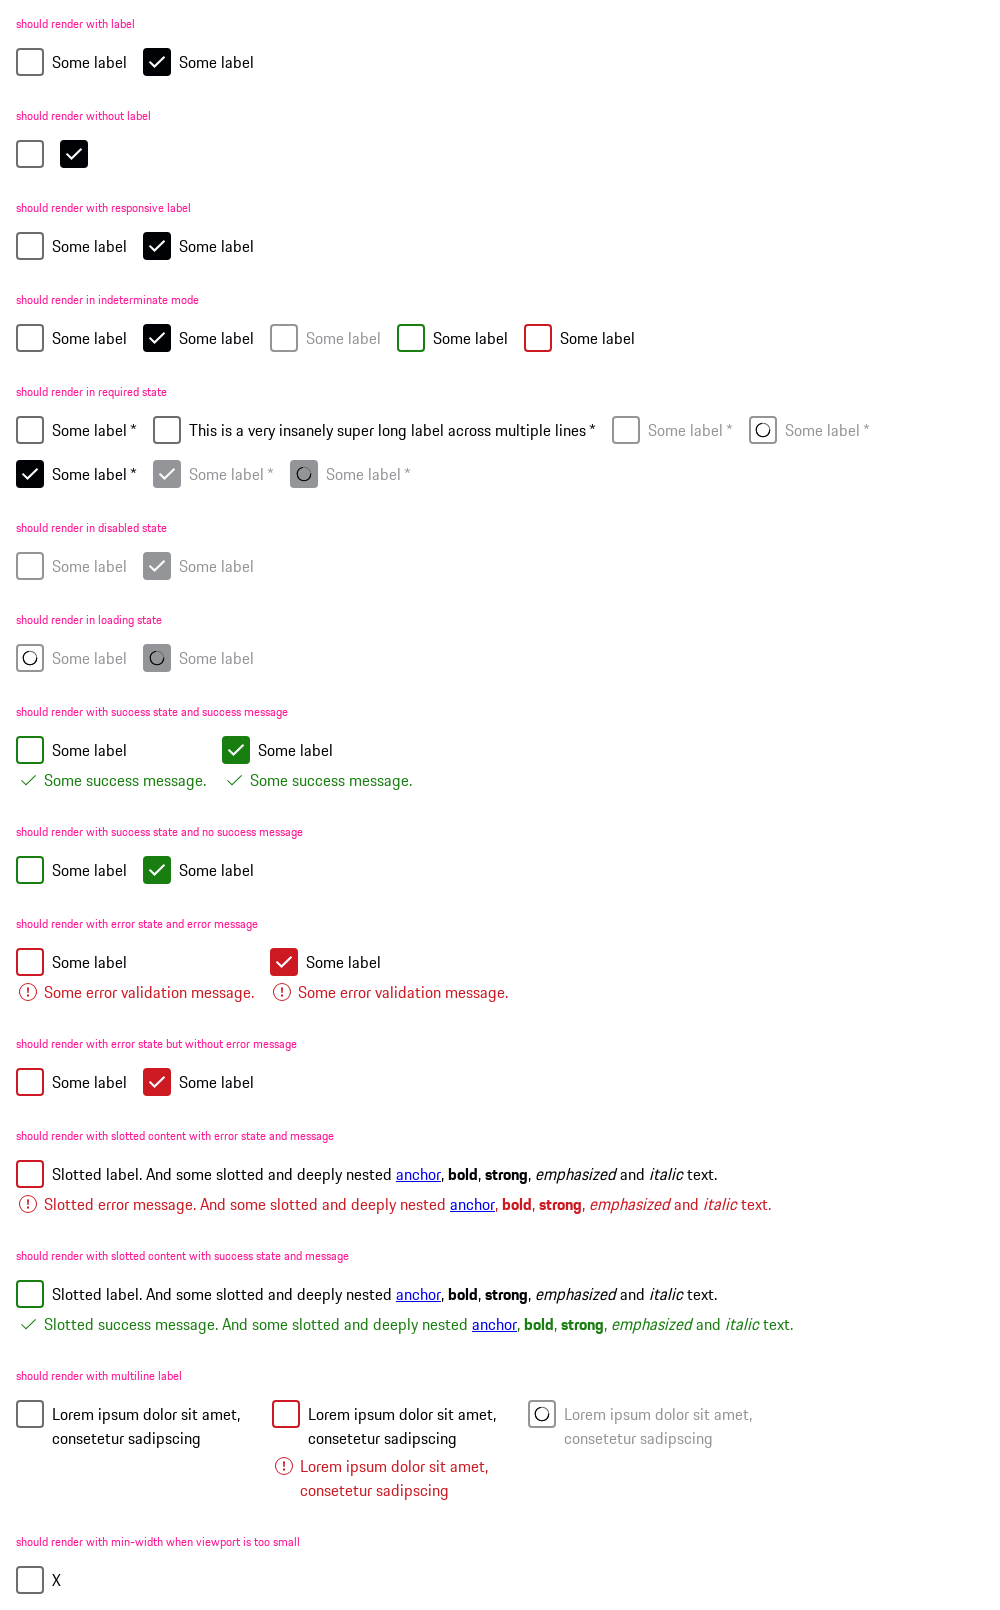 should render with label
Some label Some label
should render without label
should render with responsive label
Some label Some label
should render in indeterminate mode
Some label Some label Some label Some label Some label
should render in required state
Some label * This is a very insanely super long label across multiple lines * Some label * Some label *
Some label * Some label * Some label *
should render in disabled state
Some label Some label
should render in loading state
Some label Some label
should render with success state and success message
Some label Some label
Some success message. Some success message.
should render with success state and no success message
Some label Some label
should render with error state and error message
Some label Some label
Some error validation message. Some error validation message.
should render with error state but without error message
Some label Some label
should render with slotted content with error state and message
Slotted label. And some slotted and deeply nested anchor, bold, strong, emphasized and italic text.
Slotted error message. And some slotted and deeply nested anchor, bold, strong, emphasized and italic text.
should render with slotted content with success state and message
Slotted label. And some slotted and deeply nested anchor, bold, strong, emphasized and italic text.
Slotted success message. And some slotted and deeply nested anchor, bold, strong, emphasized and italic text.
should render with multiline label
Lorem ipsum dolor sit amet,
consetetur sadipscing
Lorem ipsum dolor sit amet,
consetetur sadipscing
Lorem ipsum dolor sit amet,
consetetur sadipscing
Lorem ipsum dolor sit amet,
consetetur sadipscing
should render with min-width when viewport is too small
X